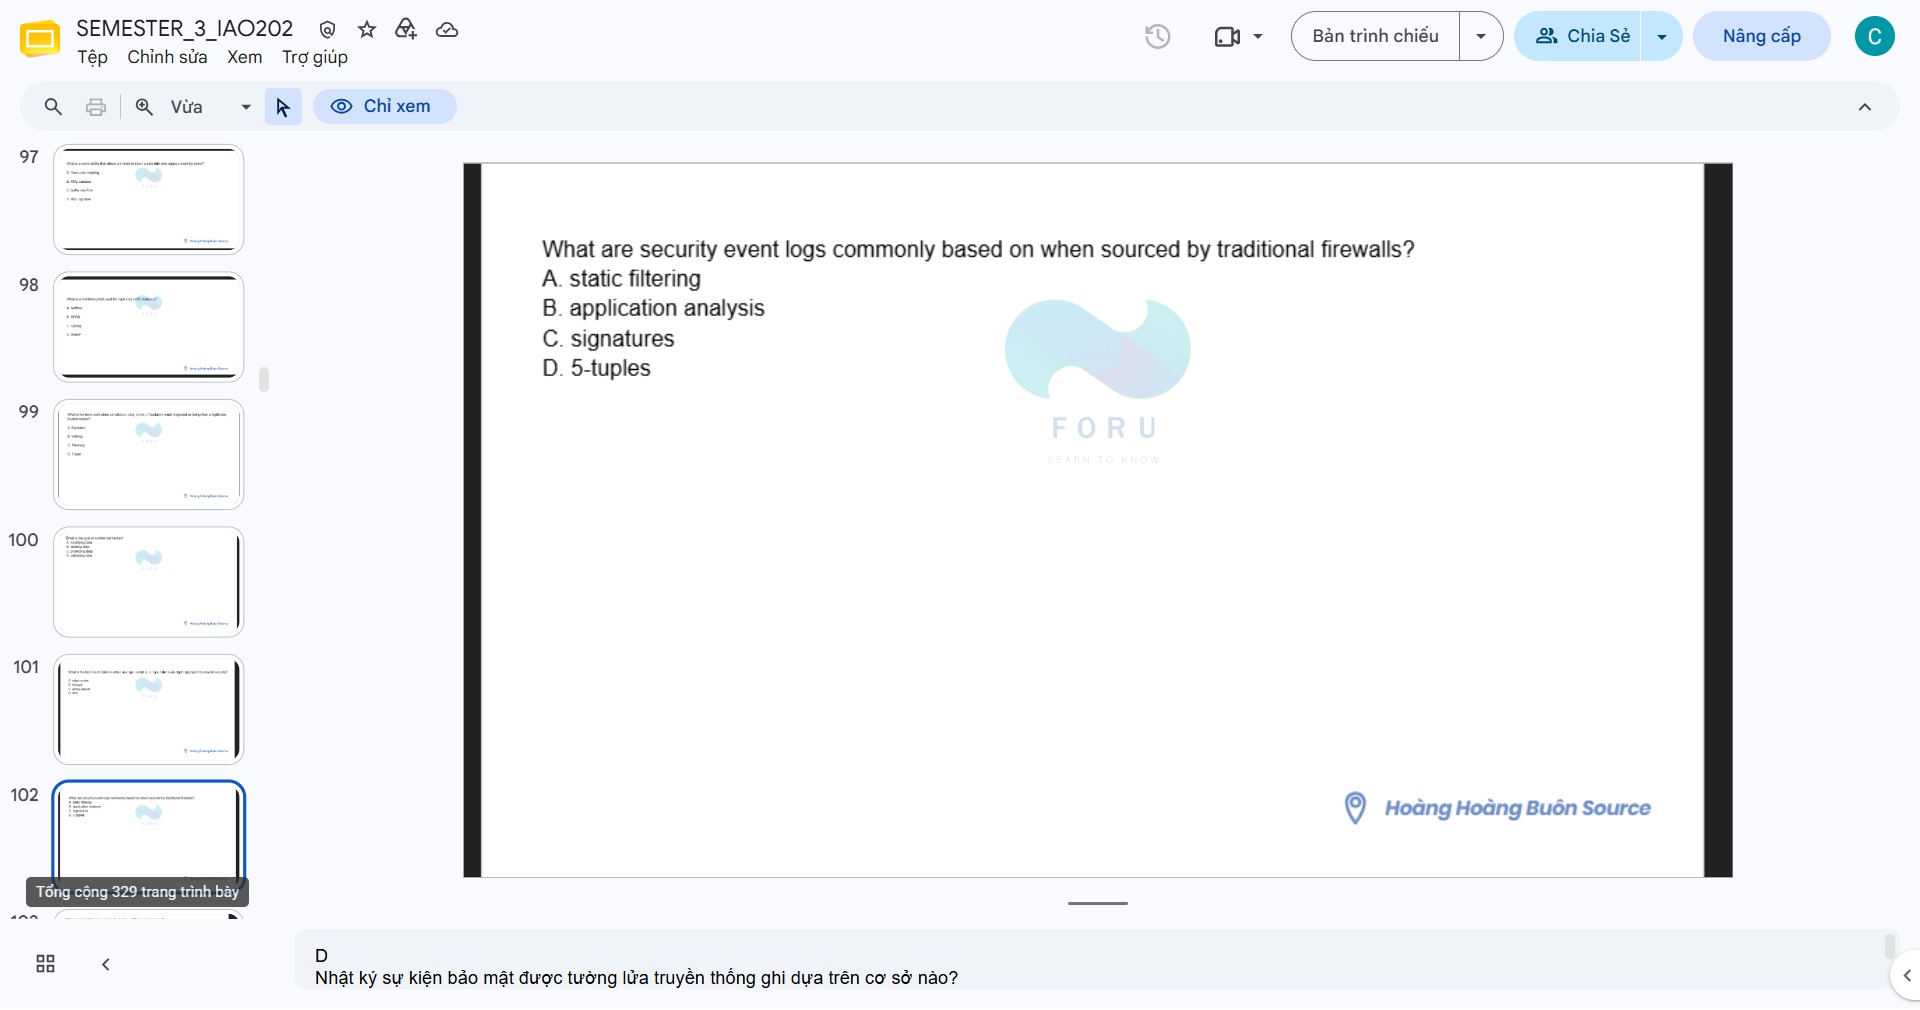 SEMESTER_3_IAO202
Tệp Chỉnh sửa Xem Trợ giúp
Bản trình chiếu
Chia Sẻ
Nâng cấp
C
Vừa
Chỉ xem
97
98
99
100
101
102
Tổng cộng 329 trang trình bày
What are security event logs commonly based on when sourced by traditional firewalls?
A. static filtering
B. application analysis
C. signatures
D. 5-tuples
FORU
LEARN TO KNOW
Hoàng Hoàng Buôn Source
D
Nhật ký sự kiện bảo mật được tường lửa truyền thống ghi dựa trên cơ sở nào?